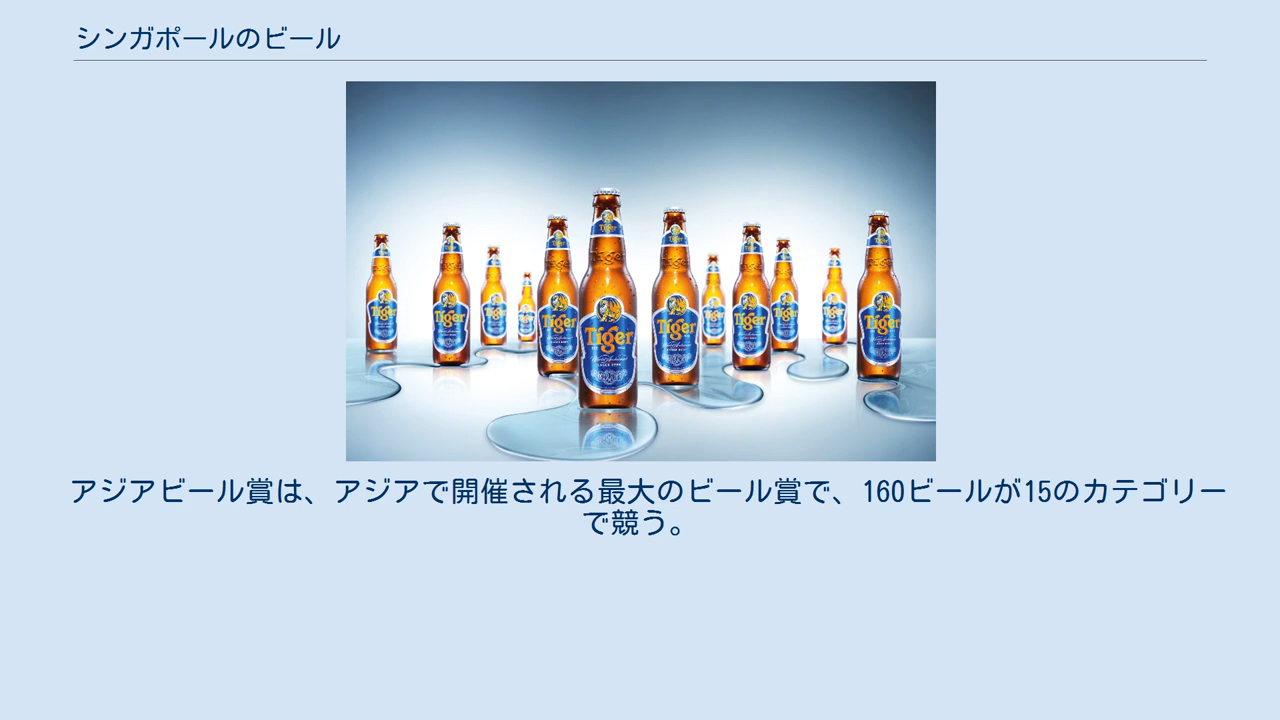 シンガポールのビール
Tiger
アジアビール賞は、アジアで開催される最大のビール賞で、160ビールが15のカテゴリー
で競う。